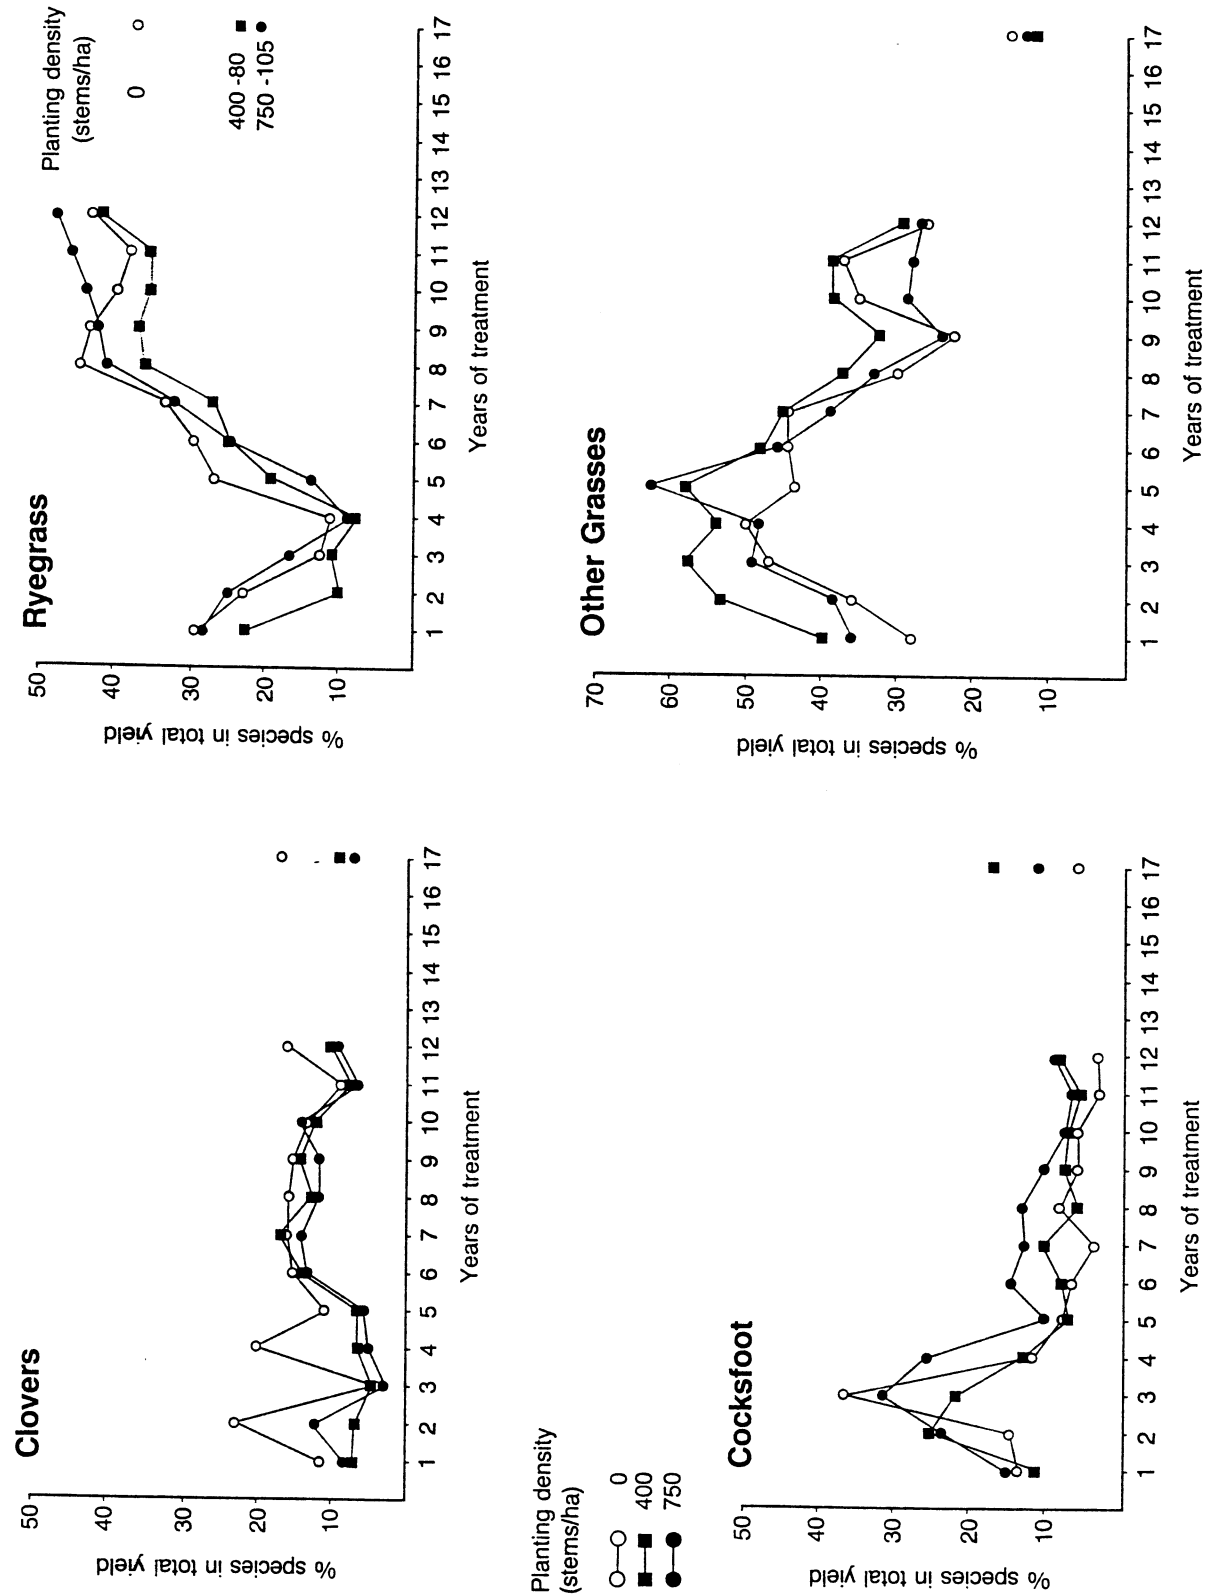 Clovers
50
40
30
20
10
% species in total yield
1 2 3 4 5 6 7 8 9 10 11 12 13 14 15 16 17
Years of treatment
Ryegrass
Planting density
(stems/ha)
0
400 -80
750 -105
50
40
30
20
10
% species in total yield
1 2 3 4 5 6 7 8 9 10 11 12 13 14 15 16 17
Years of treatment
Planting density
(stems/ha)
0
400
750
Cocksfoot
50
40
30
20
10
% species in total yield
1 2 3 4 5 6 7 8 9 10 11 12 13 14 15 16 17
Years of treatment
Other Grasses
70
60
50
40
30
20
10
% species in total yield
1 2 3 4 5 6 7 8 9 10 11 12 13 14 15 16 17
Years of treatment